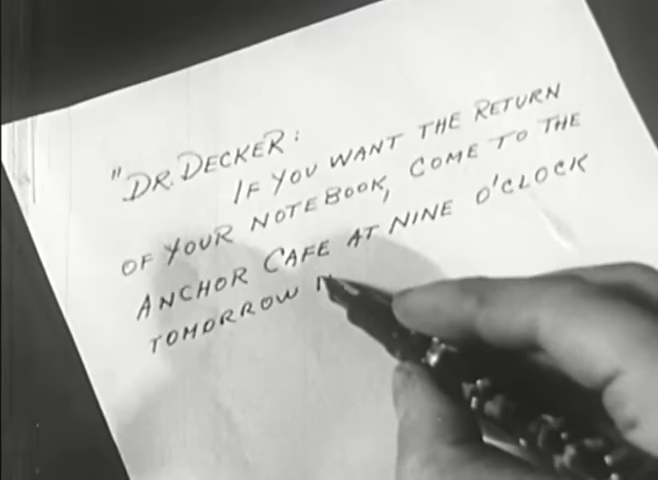 "DR. DECKER:
IF YOU WANT THE RETURN
OF YOUR NOTEBOOK, COME TO THE
ANCHOR CAFE AT NINE O'CLOCK
TOMORROW